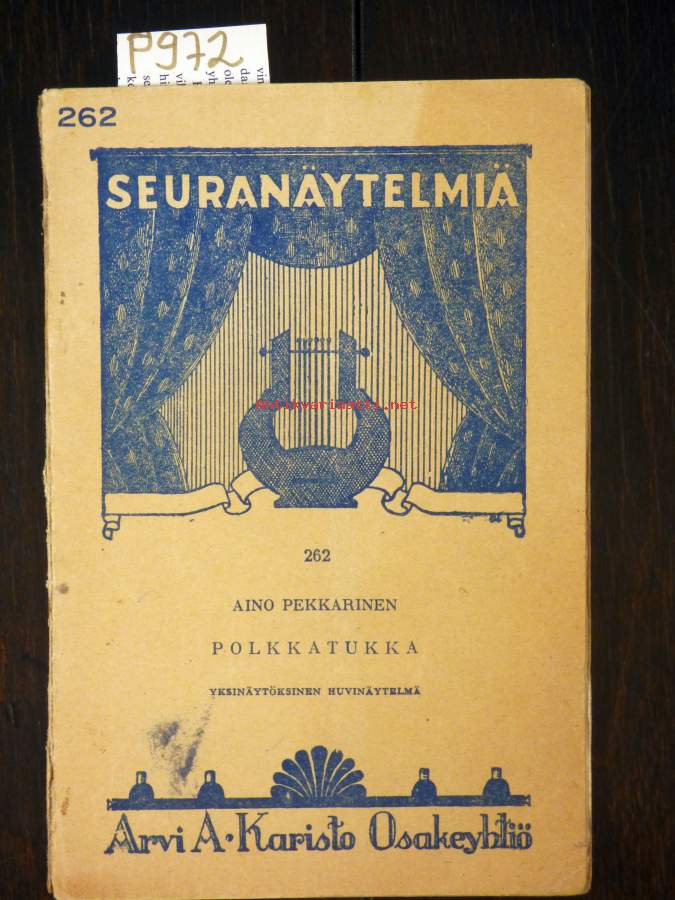 P972
262
SEURANÄYTELMIÄ
antikvariaatti.net
262
AINO PEKKARINEN
POLKKATUKKA
YKSINÄYTÖKSINEN HUVINÄYTELMÄ
Arvi A. Karisto Osakeyhtiö